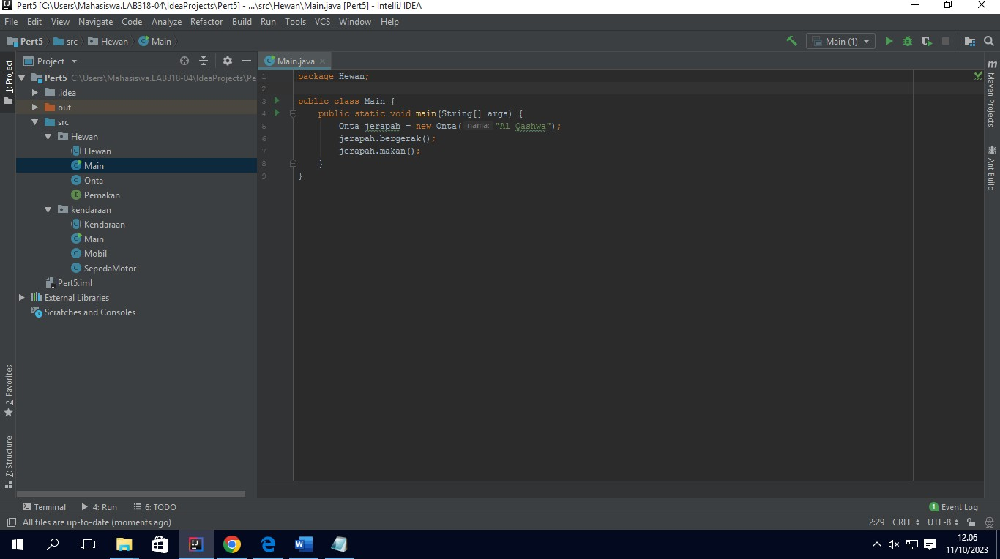 Pert5 [C:\Users\Mahasiswa.LAB318-04\IdeaProjects\Pert5] - ...\src\Hewan\Main.java [Pert5] - IntelliJ IDEA
File Edit View Navigate Code Analyze Refactor Build Run Tools VCS Window Help
Pert5 src Hewan Main Main (1)
1: Project
Project
Pert5 C:\Users\Mahasiswa.LAB318-04\IdeaProjects\Pe
.idea
out
src
Hewan
Hewan
Main
Onta
Pemakan
kendaraan
Kendaraan
Main
Mobil
SepedaMotor
Pert5.iml
External Libraries
Scratches and Consoles
2: Favorites
7: Structure
Main.java
1 package Hewan;
2
3 public class Main {
4 public static void main(String[] args) {
5 Onta jerapah = new Onta( nama: "Al Qashwa");
6 jerapah.bergerak();
7 jerapah.makan();
8 }
9 }
Maven Projects
Ant Build
Terminal 4: Run 6: TODO 1 Event Log
All files are up-to-date (moments ago) 2:29 CRLF UTF-8
12.06
11/10/2023